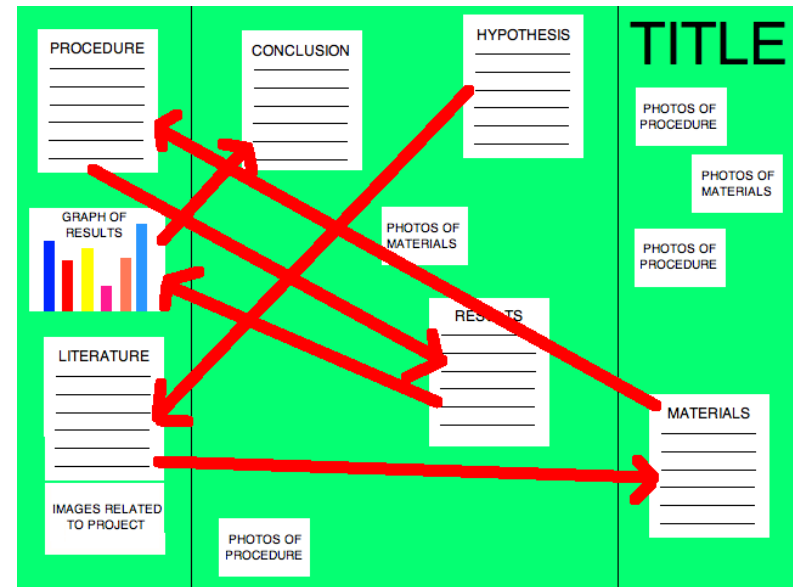 PROCEDURE
CONCLUSION
HYPOTHESIS
TITLE
PHOTOS OF
PROCEDURE
PHOTOS OF
MATERIALS
GRAPH OF
RESULTS
PHOTOS OF
MATERIALS
PHOTOS OF
PROCEDURE
RESULTS
LITERATURE
MATERIALS
IMAGES RELATED
TO PROJECT
PHOTOS OF
PROCEDURE